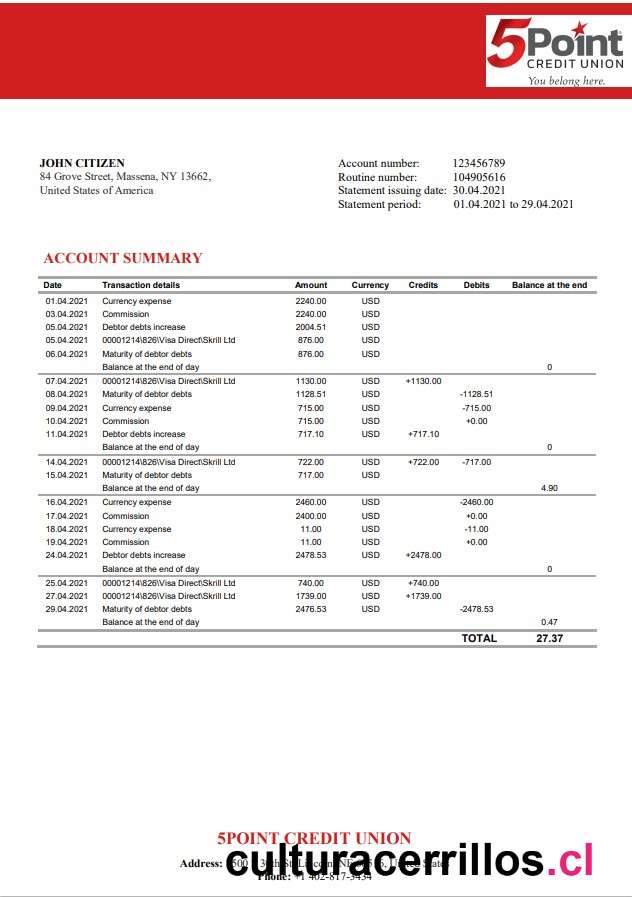 5Point
CREDIT UNION
You belong here.
JOHN CITIZEN
84 Grove Street, Massena, NY 13662,
United States of America
Account number: 123456789
Routine number: 104905616
Statement issuing date: 30.04.2021
Statement period: 01.04.2021 to 29.04.2021
ACCOUNT SUMMARY
Date Transaction details Amount Currency Credits Debits Balance at the end
01.04.2021 Currency expense 2240.00 USD
03.04.2021 Commission 2240.00 USD
05.04.2021 Debtor debts increase 2004.51 USD
05.04.2021 00001214\826\Visa Direct\Skrill Ltd 876.00 USD
06.04.2021 Maturity of debtor debts 876.00 USD
Balance at the end of day 0
07.04.2021 00001214\826\Visa Direct\Skrill Ltd 1130.00 USD +1130.00
08.04.2021 Maturity of debtor debts 1128.51 USD -1128.51
09.04.2021 Currency expense 715.00 USD -715.00
10.04.2021 Commission 715.00 USD +0.00
11.04.2021 Debtor debts increase 717.10 USD +717.10
Balance at the end of day 0
14.04.2021 00001214\826\Visa Direct\Skrill Ltd 722.00 USD +722.00 -717.00
15.04.2021 Maturity of debtor debts 717.00 USD
Balance at the end of day 4.90
16.04.2021 Currency expense 2460.00 USD -2460.00
17.04.2021 Commission 2400.00 USD +0.00
18.04.2021 Currency expense 11.00 USD -11.00
19.04.2021 Commission 11.00 USD +0.00
24.04.2021 Debtor debts increase 2478.53 USD +2478.00
Balance at the end of day 0
25.04.2021 00001214\826\Visa Direct\Skrill Ltd 740.00 USD +740.00
27.04.2021 00001214\826\Visa Direct\Skrill Ltd 1739.00 USD +1739.00
29.04.2021 Maturity of debtor debts 2476.53 USD -2478.53
Balance at the end of day 0.47
TOTAL 27.37
5POINT CREDIT UNION
Address:
Phone: +1 402-817-3434
culturacerrillos.cl